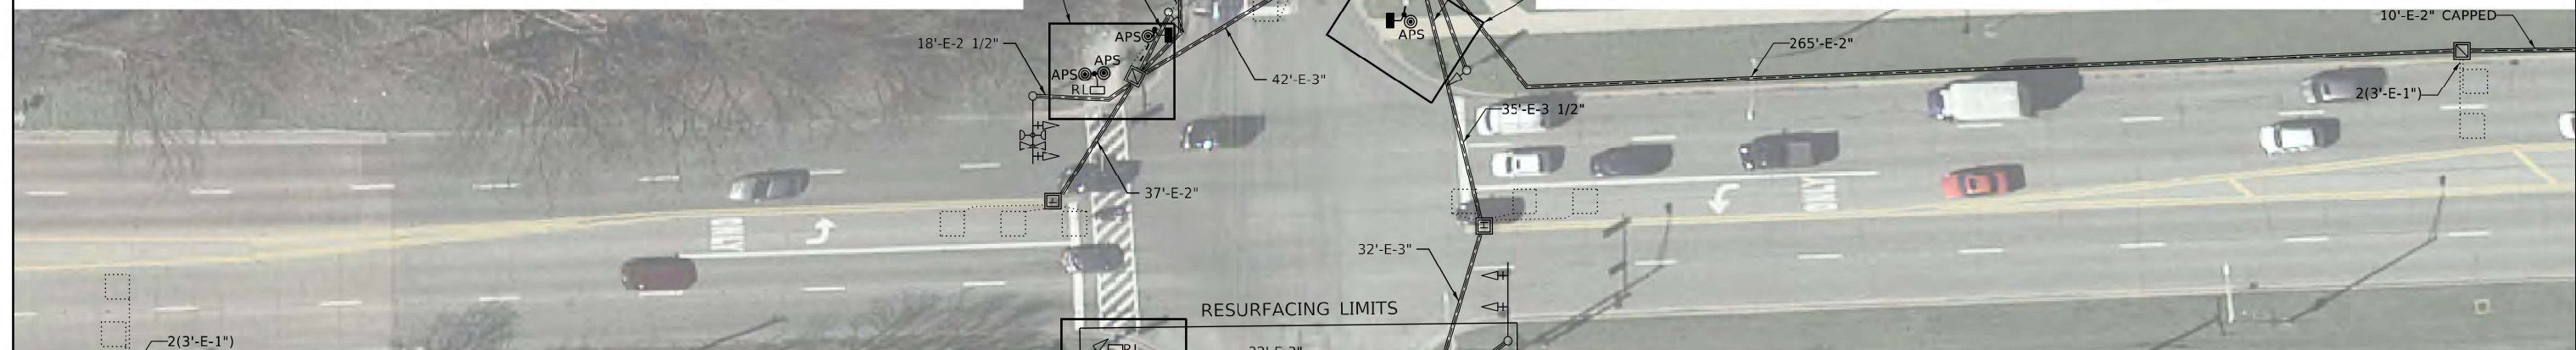 10'-E-2" CAPPED
APS
APS
18'-E-2 1/2"
265'-E-2"
APS
APS
42'-E-3"
RL
2(3'-E-1")
35'-E-3 1/2"
37'-E-2"
ONLY
ONLY
32'-E-3"
RESURFACING LIMITS
2(3'-E-1")
RL